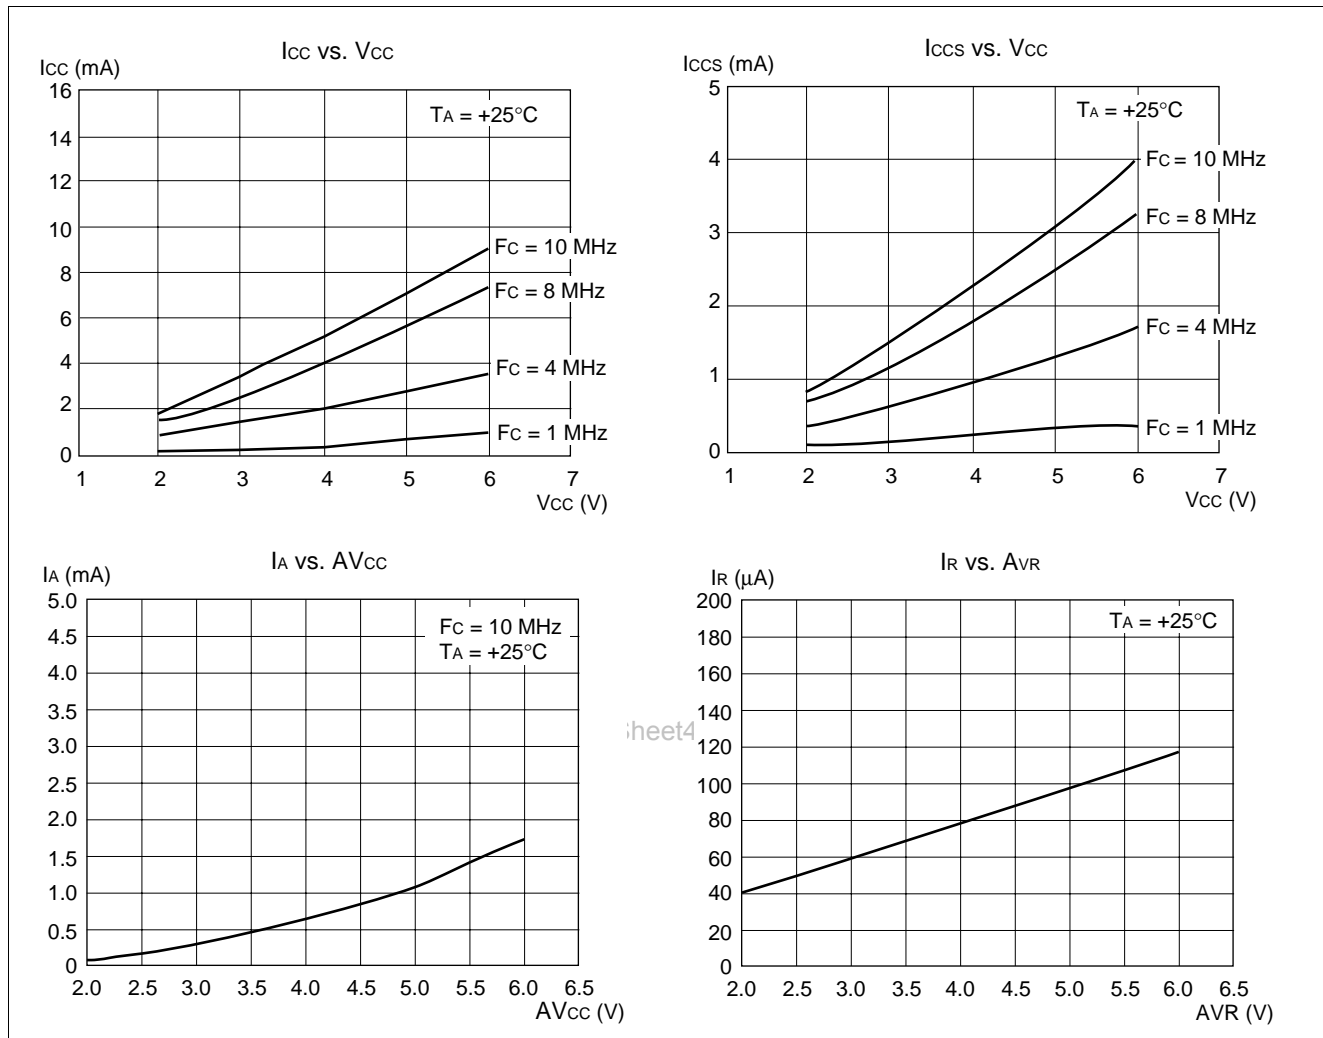 Icc vs. Vcc
Icc (mA)
16
14
12
10
8
6
4
2
0
TA = +25°C
Fc = 10 MHz
Fc = 8 MHz
Fc = 4 MHz
Fc = 1 MHz
1 2 3 4 5 6 7
Vcc (V)
Iccs vs. Vcc
Iccs (mA)
5
4
3
2
1
0
TA = +25°C
Fc = 10 MHz
Fc = 8 MHz
Fc = 4 MHz
Fc = 1 MHz
1 2 3 4 5 6 7
Vcc (V)
IA vs. AVcc
IA (mA)
5.0
4.5
4.0
3.5
3.0
2.5
2.0
1.5
1.0
0.5
0
Fc = 10 MHz
TA = +25°C
2.0 2.5 3.0 3.5 4.0 4.5 5.0 5.5 6.0 6.5
AVcc (V)
heet4
IR vs. AVR
IR (µA)
200
180
160
140
120
100
80
60
40
20
0
TA = +25°C
2.0 2.5 3.0 3.5 4.0 4.5 5.0 5.5 6.0 6.5
AVR (V)